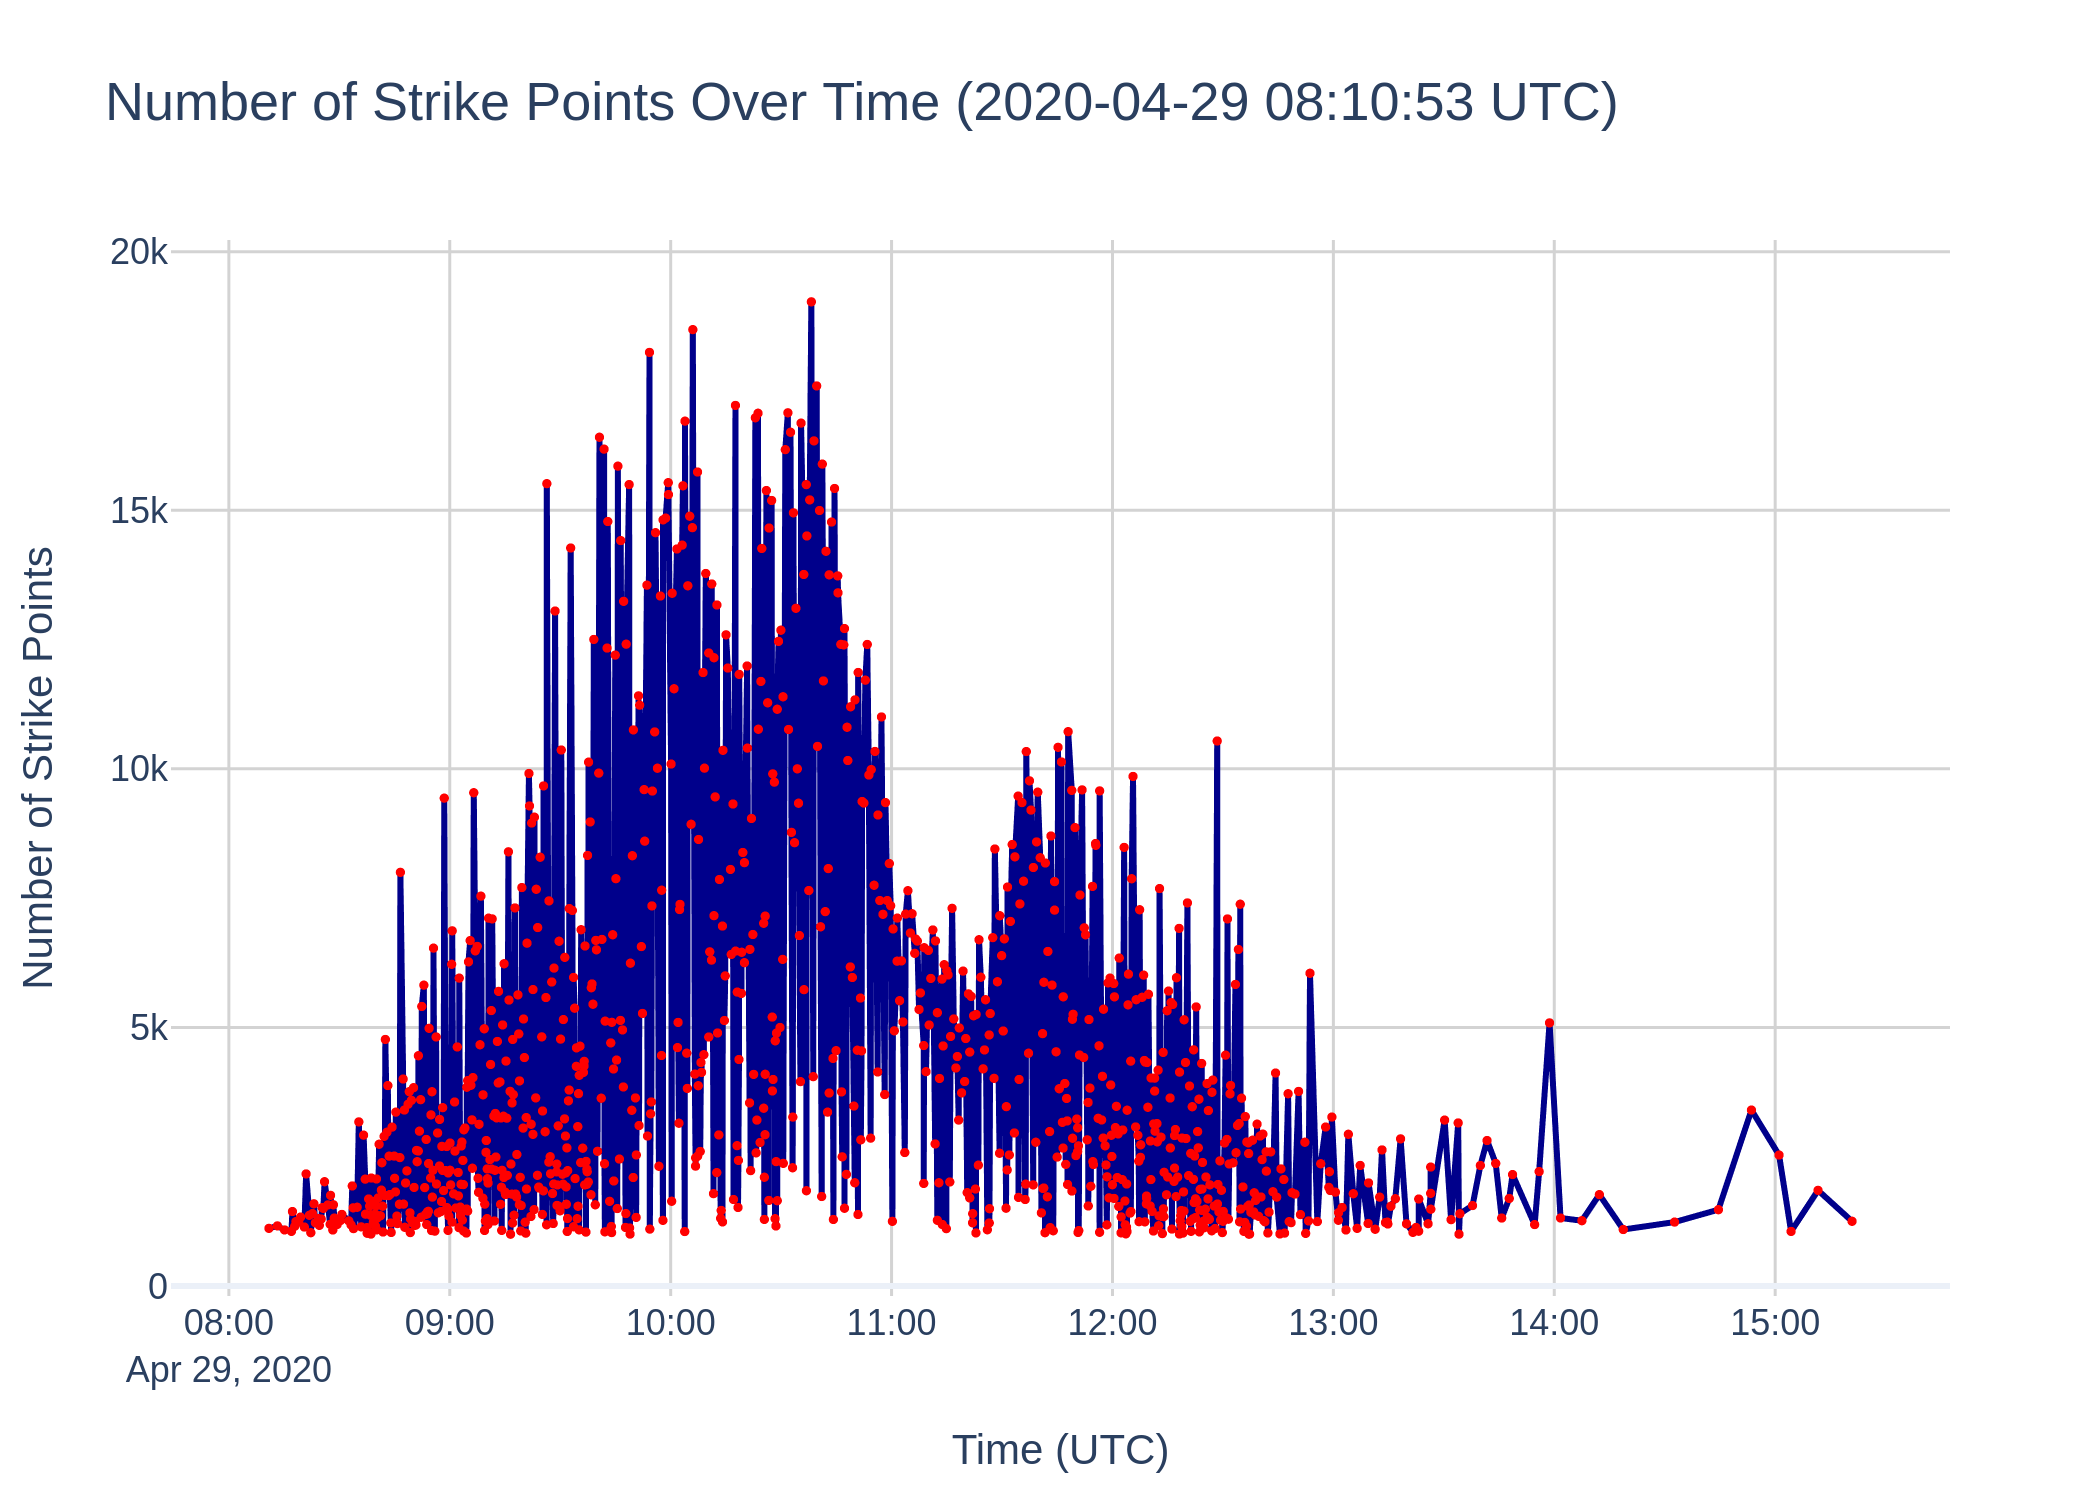 Number of Strike Points Over Time (2020-04-29 08:10:53 UTC)
20k
15k
10k
5k
0
Number of Strike Points
08:00 09:00 10:00 11:00 12:00 13:00 14:00 15:00
Apr 29, 2020
Time (UTC)